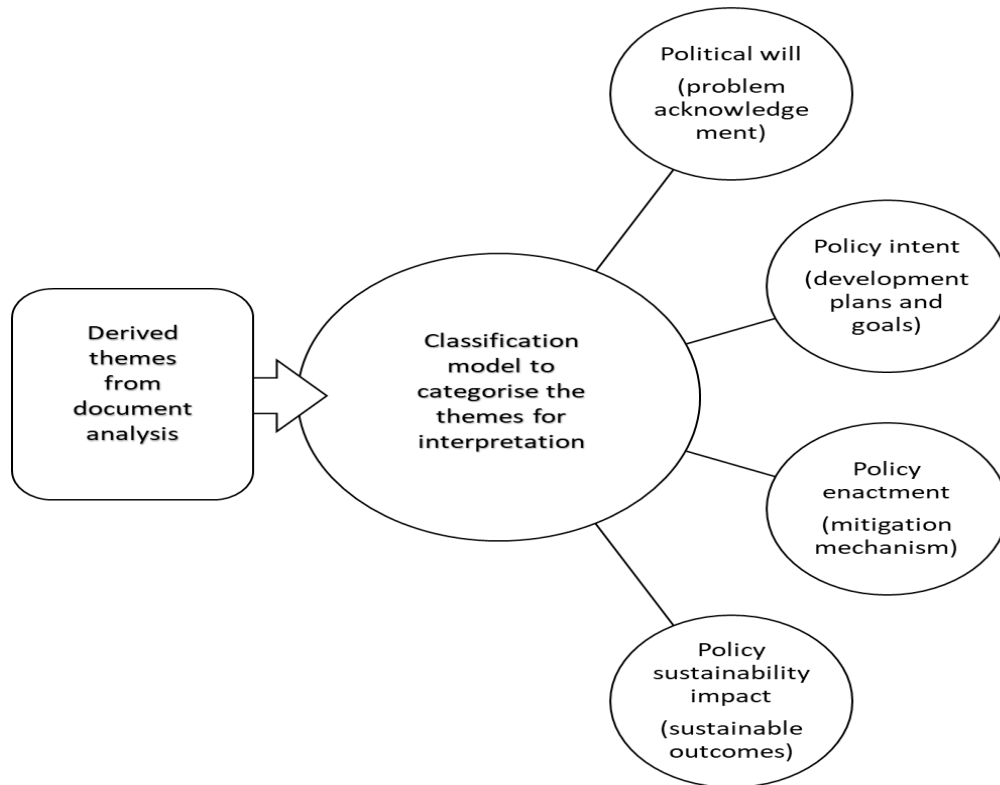 Derived
themes
from
document
analysis
Classification
model to
categorise the
themes for
interpretation
Political will
(problem
acknowledge
ment)
Policy intent
(development
plans and
goals)
Policy
enactment
(mitigation
mechanism)
Policy
sustainability
impact
(sustainable
outcomes)